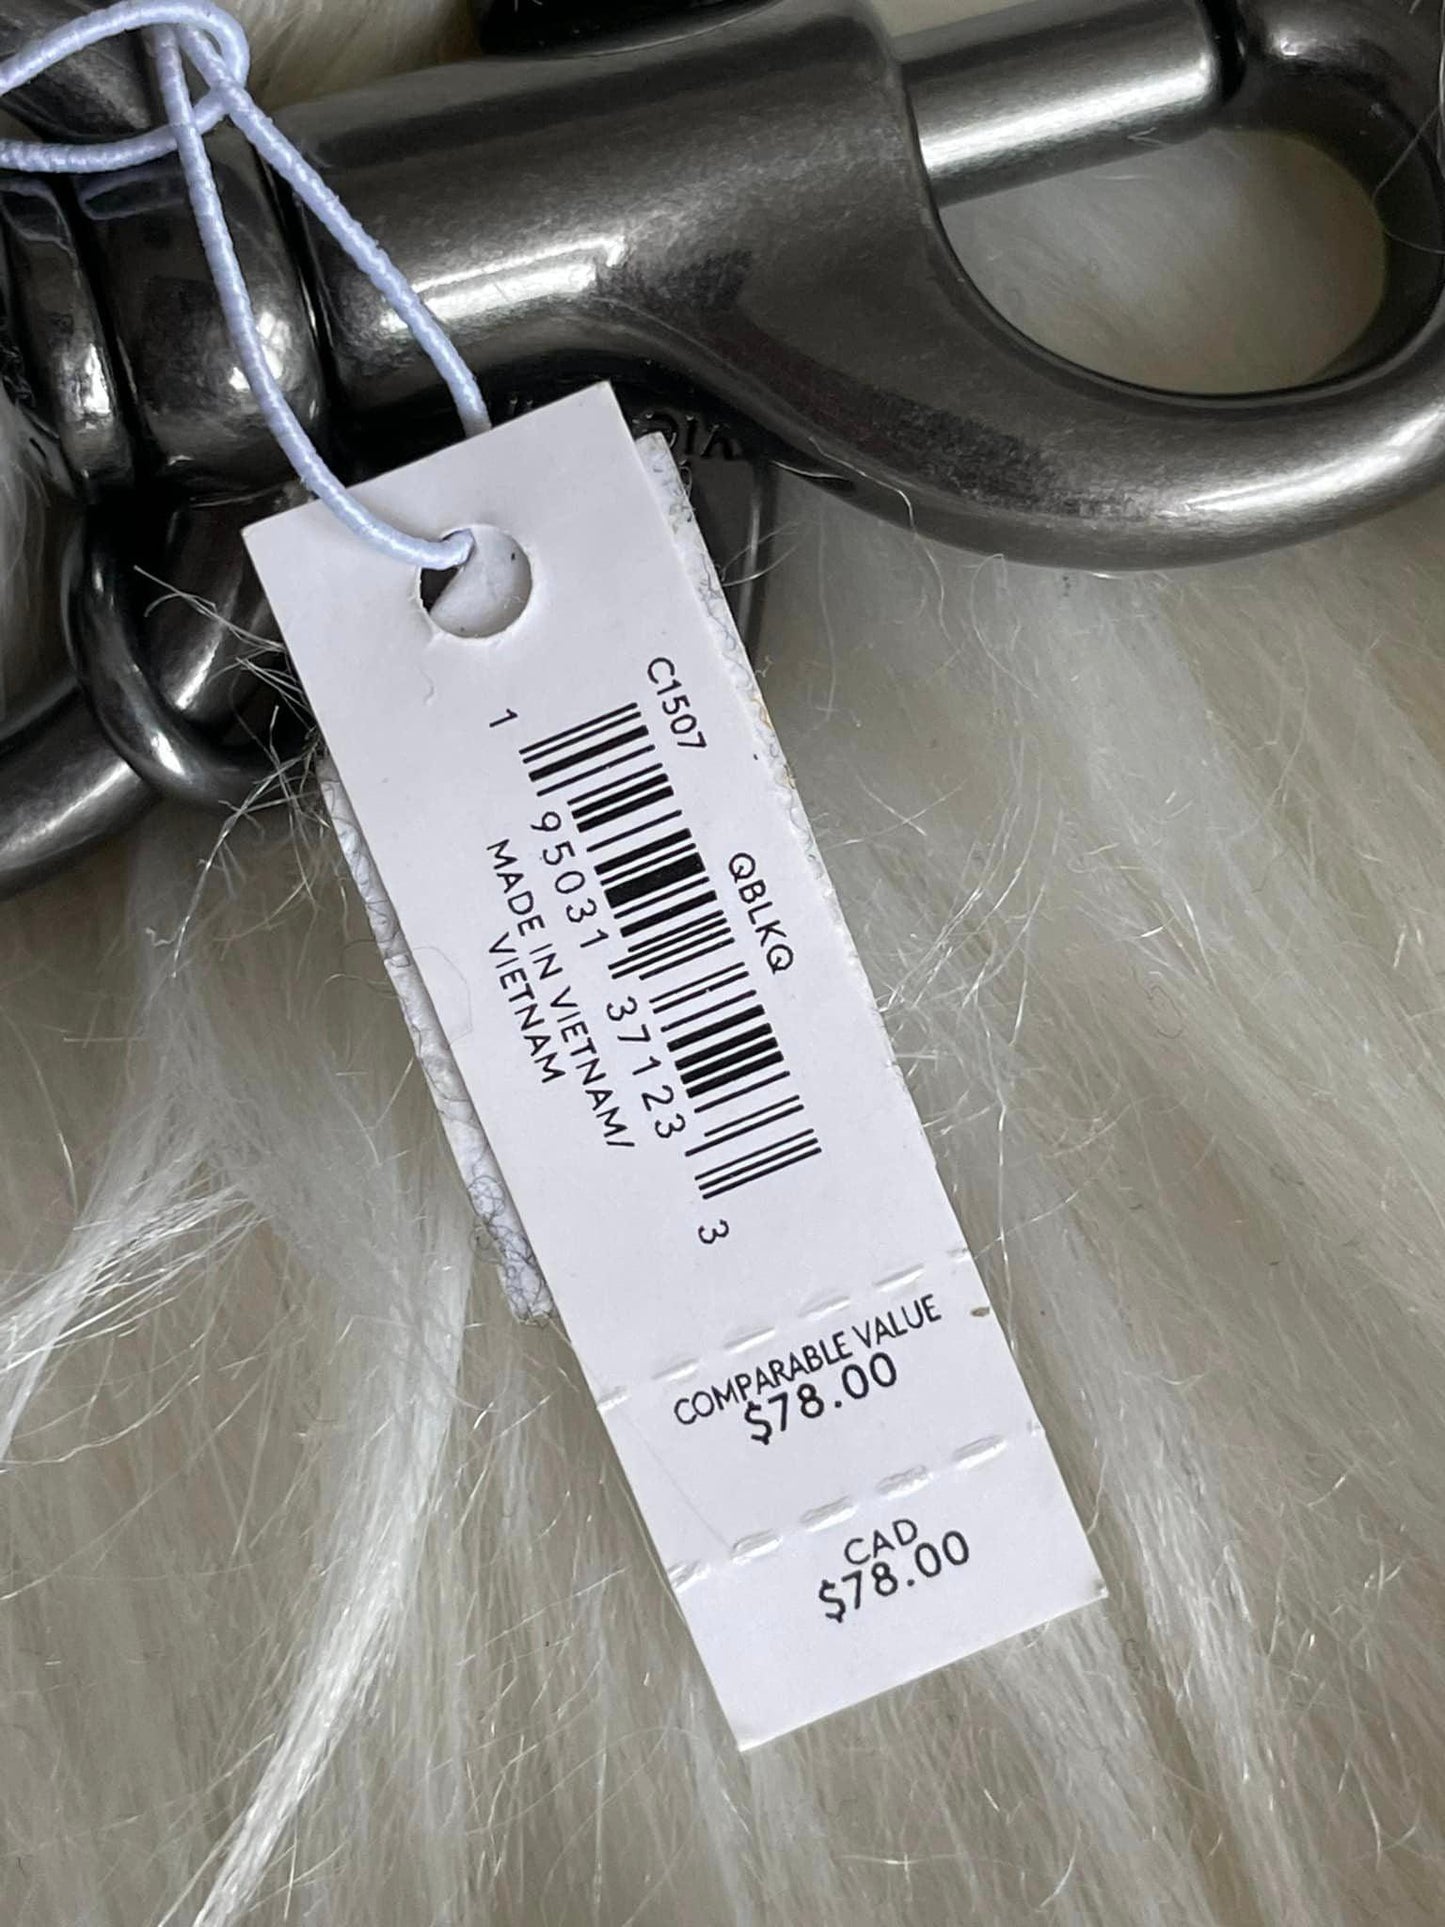 C1507 QBLKQ
1 95031 37123 3
MADE IN VIETNAM/
VIETNAM
COMPARABLE VALUE
$78.00
CAD
$78.00